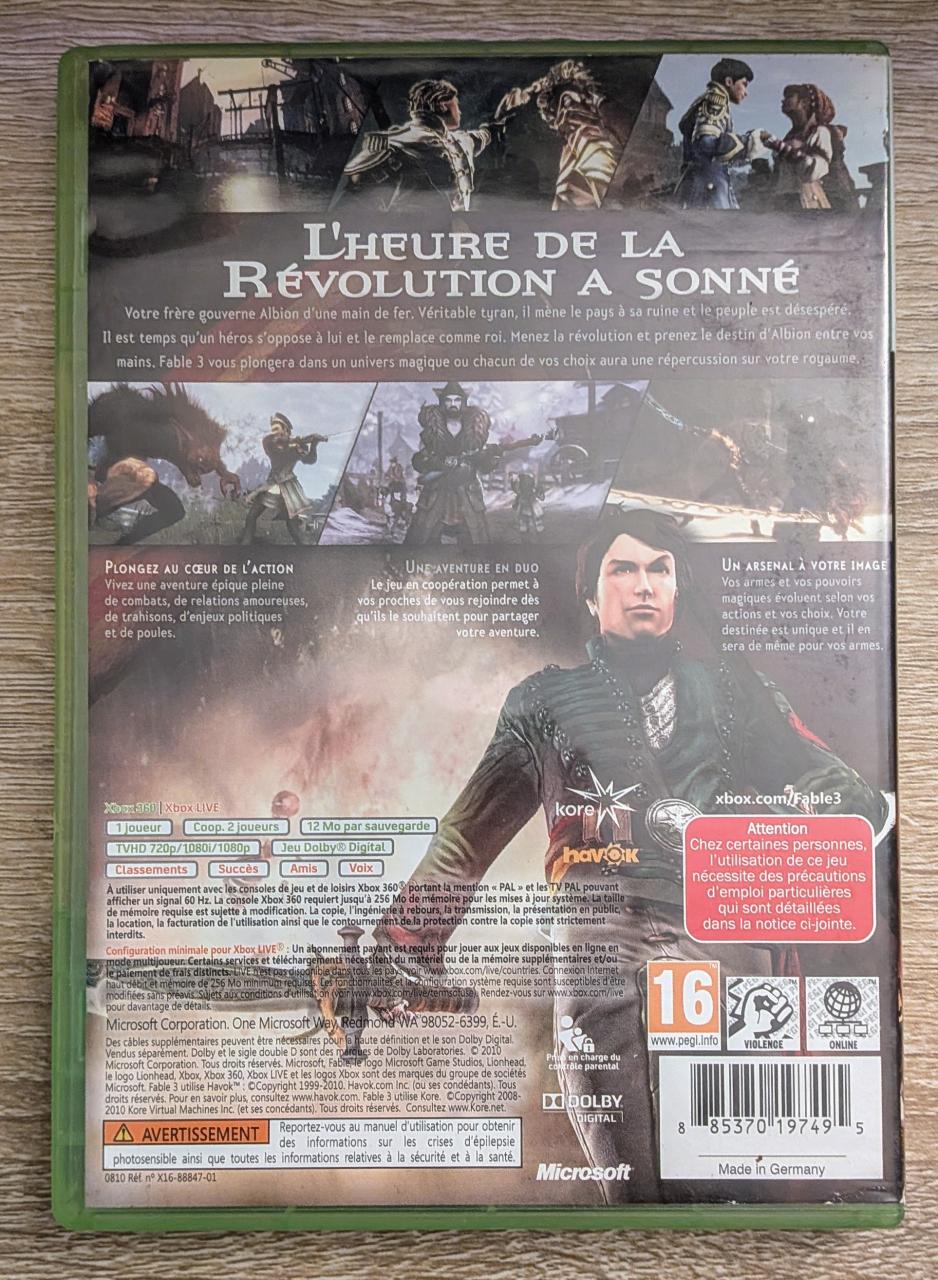 L'HEURE DE LA
RÉVOLUTION A SONNÉ
Votre frère gouverne Albion d'une main de fer. Véritable tyran, il mène le pays à sa ruine et le peuple est désespéré.
Il est temps qu'un héros s'oppose à lui et le remplace comme roi. Menez la révolution et prenez le destin d'Albion entre vos
mains. Fable 3 vous plongera dans un univers magique ou chacun de vos choix aura une répercussion sur votre royaume.
PLONGEZ AU CŒUR DE L'ACTION
Vivez une aventure épique pleine
de combats, de relations amoureuses,
de trahisons, d'enjeux politiques
et de poules.
UNE AVENTURE EN DUO
Le jeu en coopération permet à
vos proches de vous rejoindre dès
qu'ils le souhaitent pour partager
votre aventure.
UN ARSENAL À VOTRE IMAGE
Vos armes et vos pouvoirs
magiques évoluent selon vos
actions et vos choix. Votre
destinée est unique et il en
sera de même pour vos armes.
Xbox 360 | Xbox LIVE
1 joueur
Coop. 2 joueurs
12 Mo par sauvegarde
TVHD 720p/1080i/1080p
Jeu Dolby® Digital
Classements
Succès
Amis
Voix
kore
havok
xbox.com/Fable3
Attention
Chez certaines personnes,
l'utilisation de ce jeu
nécessite des précautions
d'emploi particulières
qui sont détaillées
dans la notice ci-jointe.
À utiliser uniquement avec les consoles de jeu et de loisirs Xbox 360® portant la mention « PAL » et les TV PAL pouvant
afficher un signal 60 Hz. La console Xbox 360 requiert jusqu'à 256 Mo de mémoire pour les mises à jour système. La taille
de mémoire requise est sujette à modification. La copie, l'ingénierie à rebours, la transmission, la présentation en public,
la location, la facturation de l'utilisation ainsi que le contournement de la protection contre la copie sont strictement
interdits.
Configuration minimale pour Xbox LIVE® : Un abonnement payant est requis pour jouer aux jeux disponibles en ligne en
mode multijoueur. Certains services et téléchargements nécessitent du matériel ou de la mémoire supplémentaires et/ou
le paiement de frais distincts. LIVE n'est pas disponible dans tous les pays, voir www.xbox.com/live/countries. Connexion Internet
haut débit et mémoire de 256 Mo minimum requises. Les fonctionnalités et la configuration système requise sont susceptibles d'être
modifiées sans préavis. Sujets aux conditions d'utilisation (voir www.xbox.com/live/termsofuse). Rendez-vous sur www.xbox.com/live
pour davantage de détails.
Microsoft Corporation. One Microsoft Way, Redmond WA 98052-6399, É.-U.
Des câbles supplémentaires peuvent être nécessaires pour la haute définition et le son Dolby Digital.
Vendus séparément. Dolby et le sigle double D sont des marques de Dolby Laboratories. © 2010
Microsoft Corporation. Tous droits réservés. Microsoft, Fable, le logo Microsoft Game Studios, Lionhead,
le logo Lionhead, Xbox, Xbox 360, Xbox LIVE et les logos Xbox sont des marques du groupe de sociétés
Microsoft. Fable 3 utilise Havok™ : ©Copyright 1999-2010. Havok.com Inc. (ou ses concédants). Tous
droits réservés. Pour en savoir plus, consultez www.havok.com. Fable 3 utilise Kore. ©Copyright 2008-
2010 Kore Virtual Machines Inc. (et ses concédants). Tous droits réservés. Consultez www.Kore.net.
AVERTISSEMENT
Reportez-vous au manuel d'utilisation pour obtenir
des informations sur les crises d'épilepsie
photosensible ainsi que toutes les informations relatives à la sécurité et à la santé.
0810 Réf. n° X16-88847-01
Prise en charge du
contrôle parental
DOLBY
DIGITAL
Microsoft
16
www.pegi.info
VIOLENCE
ONLINE
8 85370 19749 5
Made in Germany